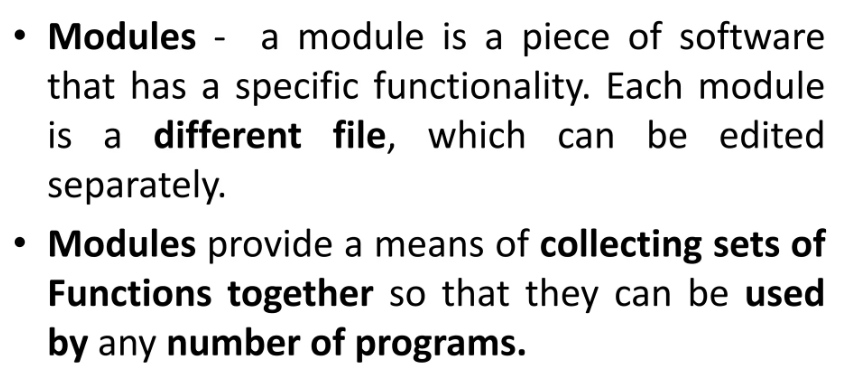 • Modules - a module is a piece of software
that has a specific functionality. Each module
is a different file, which can be edited
separately.
• Modules provide a means of collecting sets of
Functions together so that they can be used
by any number of programs.